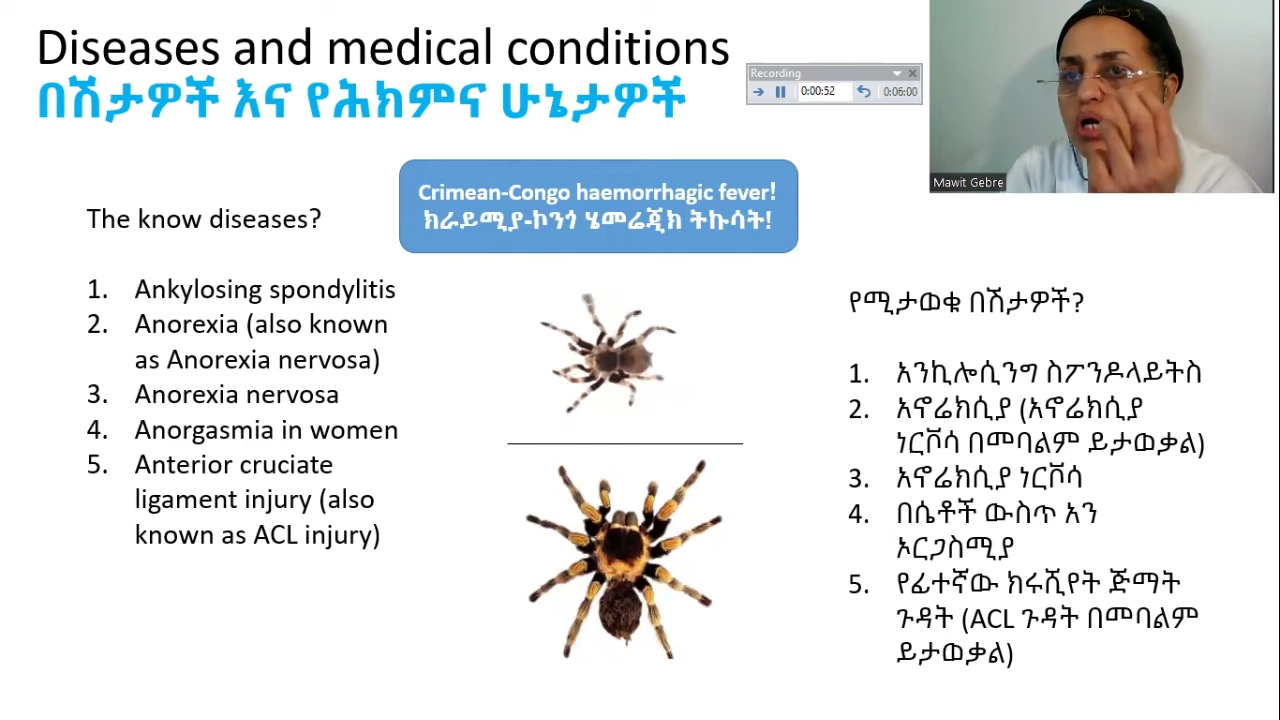 Diseases and medical conditions
በሽታዎች እና የሕክምና ሁኔታዎች
Recording
0:00:52
0:06:00
Mawit Gebre
Crimean-Congo haemorrhagic fever!
ክራይሚያ-ኮንጎ ሄመሬጂክ ትኩሳት!
The know diseases?
1. Ankylosing spondylitis
2. Anorexia (also known
as Anorexia nervosa)
3. Anorexia nervosa
4. Anorgasmia in women
5. Anterior cruciate
ligament injury (also
known as ACL injury)
የሚታወቁ በሽታዎች?
1. አንኪሎሲንግ ስፖንዶላይትስ
2. አኖሬክሲያ (አኖሬክሲያ
ነርቮሳ በመባልም ይታወቃል)
3. አኖሬክሲያ ነርቮሳ
4. በሴቶች ውስጥ አን
ኦርጋስሚያ
5. የፊተኛው ክሩሺየት ጅማት
ጉዳት (ACL ጉዳት በመባልም
ይታወቃል)